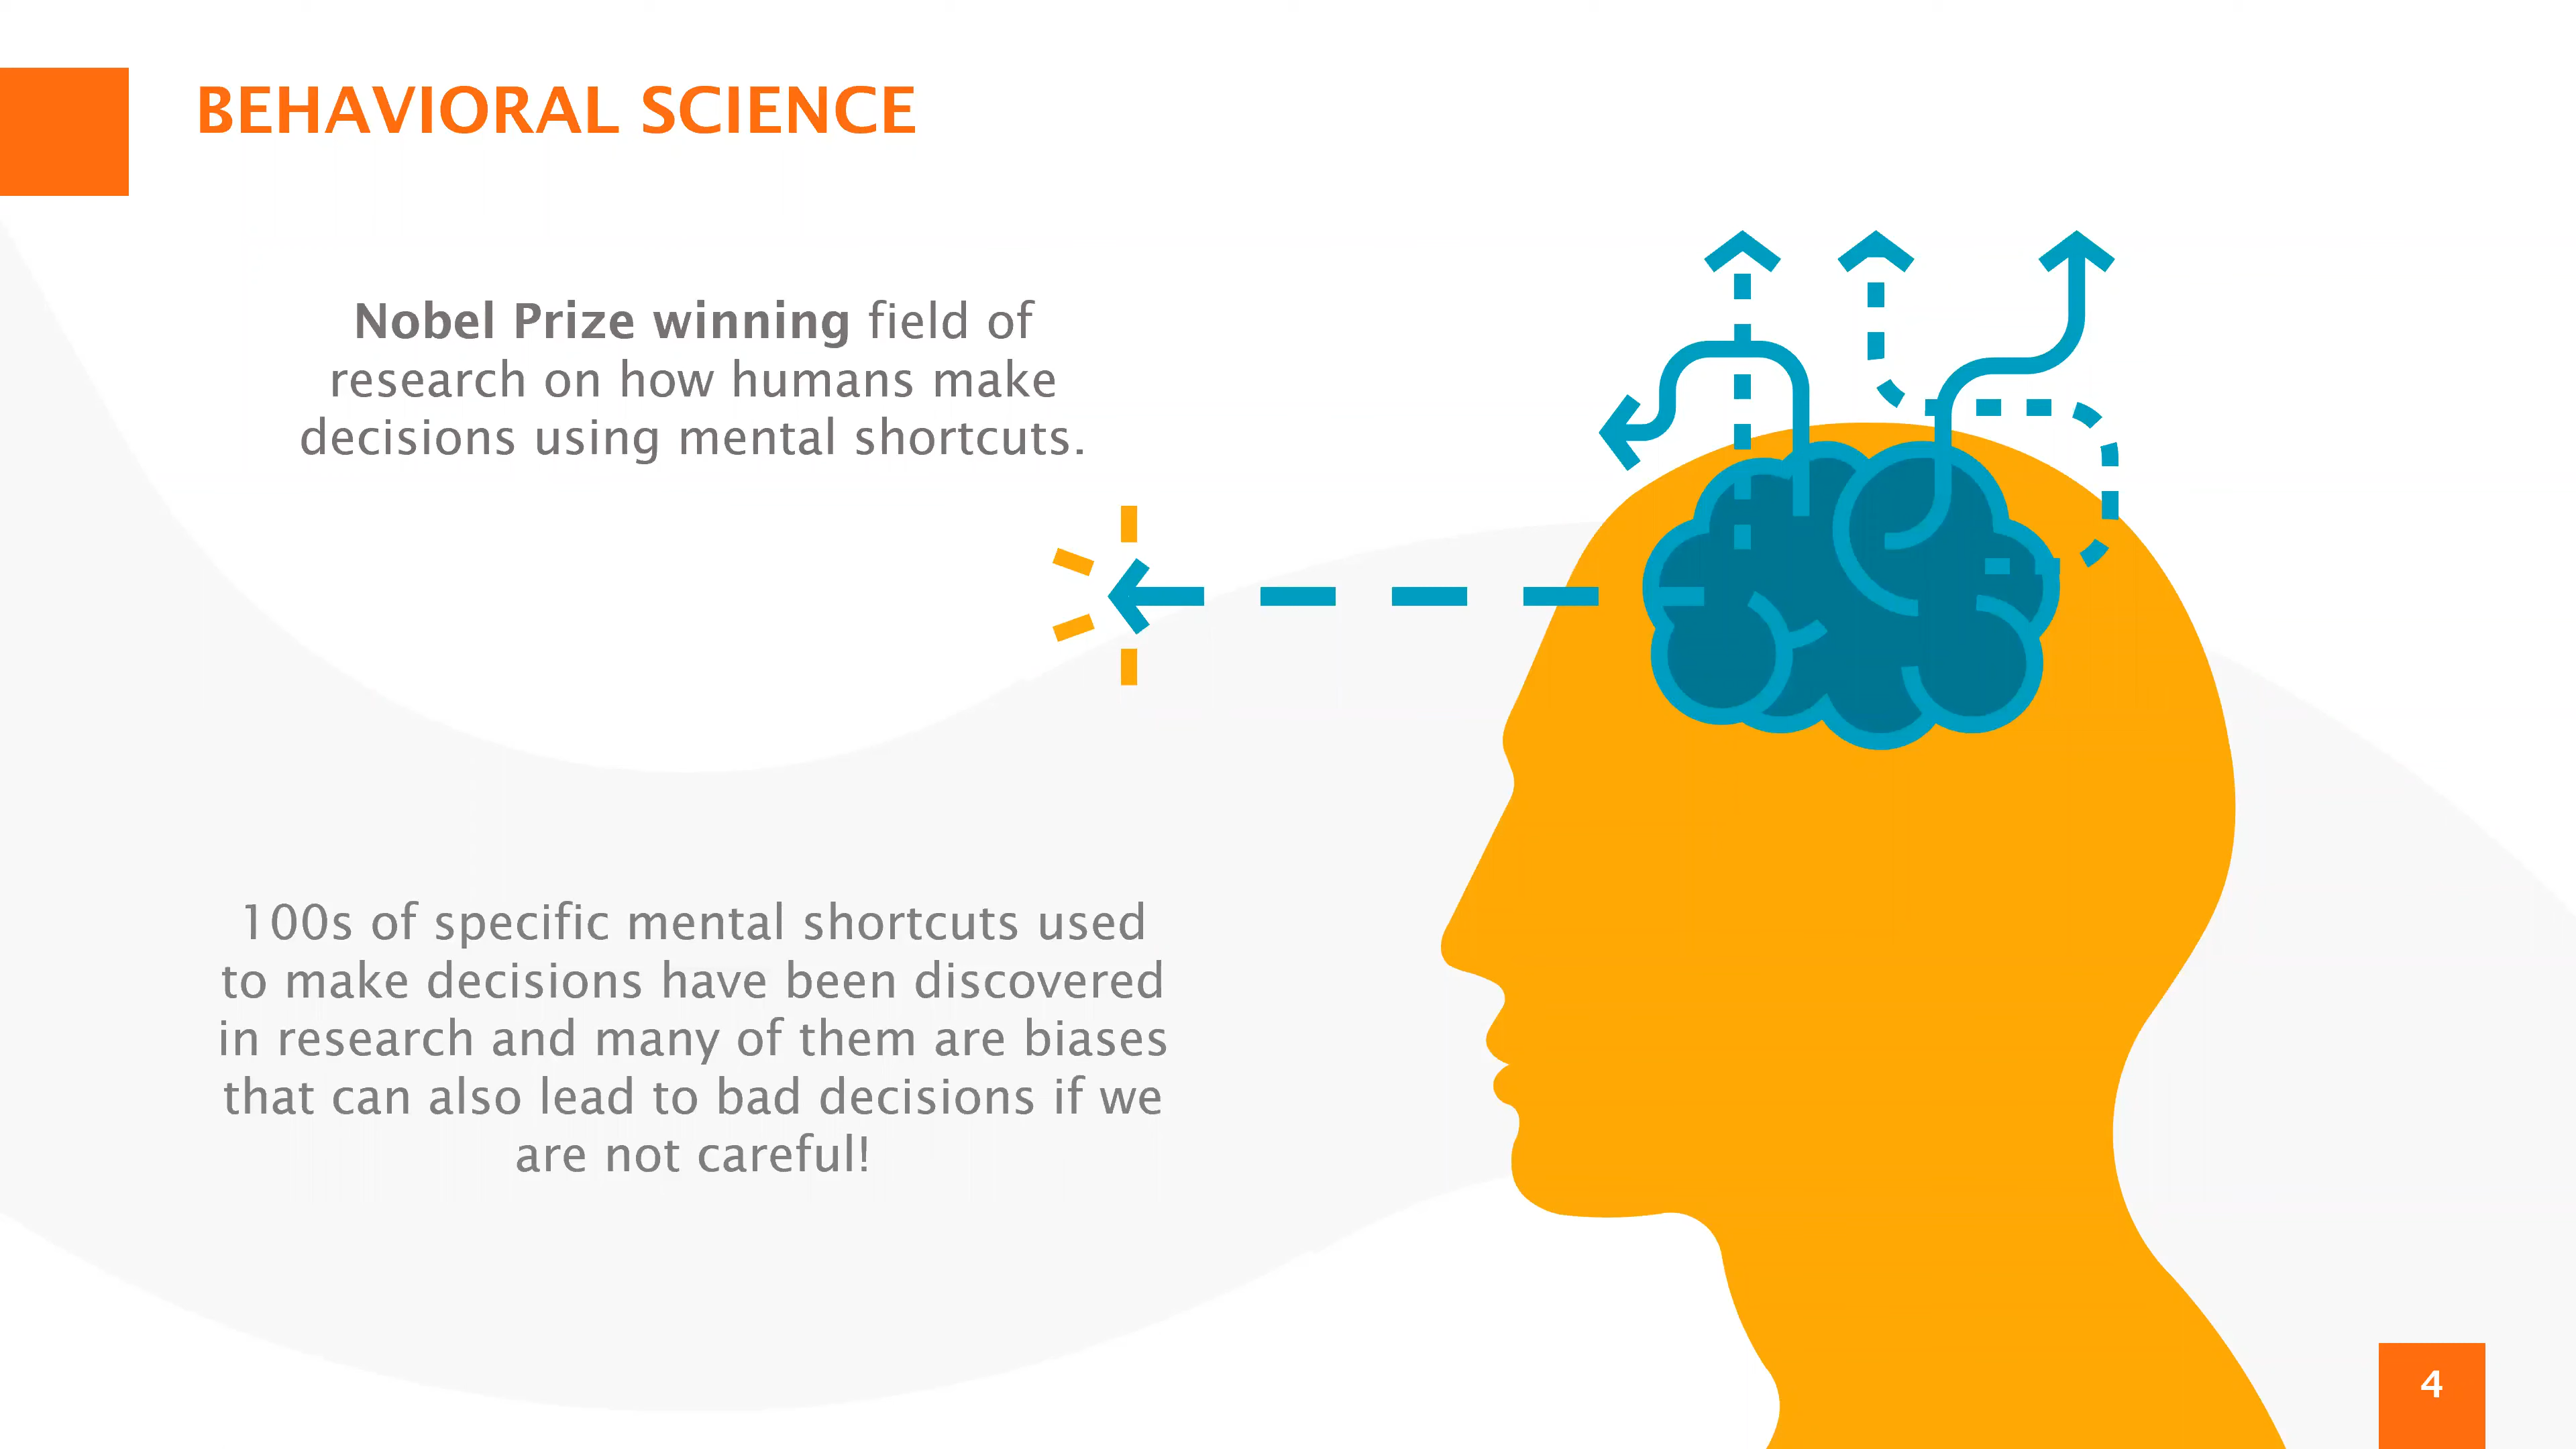 BEHAVIORAL SCIENCE
Nobel Prize winning field of
research on how humans make
decisions using mental shortcuts.
100s of specific mental shortcuts used
to make decisions have been discovered
in research and many of them are biases
that can also lead to bad decisions if we
are not careful!
4